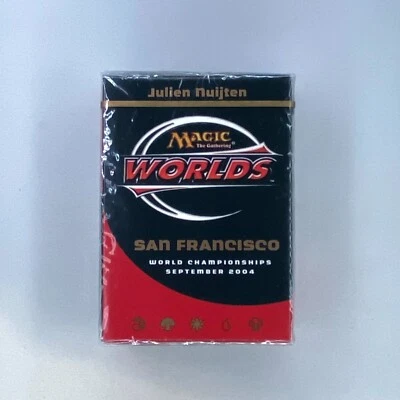 Julien Nuijten
MAGIC
The Gathering®
WORLDS
SAN FRANCISCO
WORLD CHAMPIONSHIPS
SEPTEMBER 2004